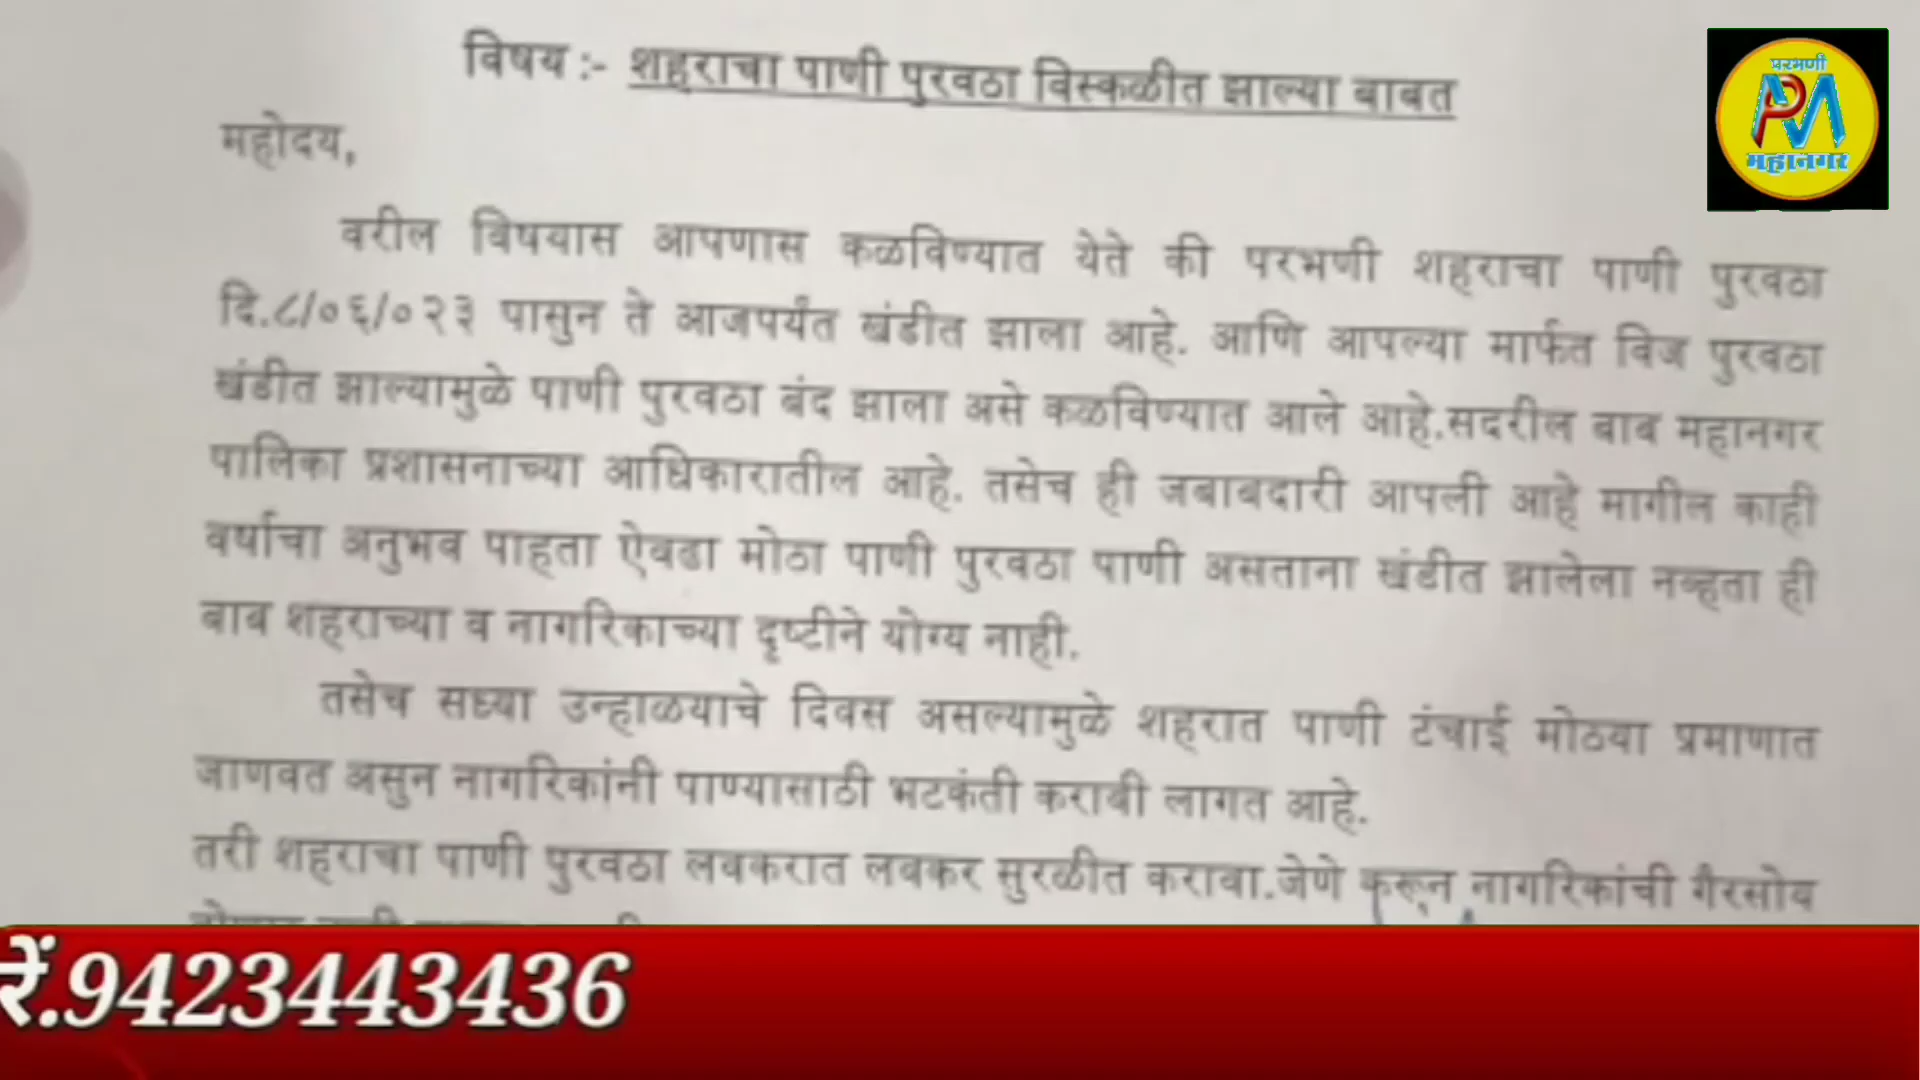 विषय :- शहराचा पाणी पुरवठा विस्कळीत झाल्या बाबत
परभणी
PM
महानगर
महोदय,
वरील विषयास आपणास कळविण्यात येते की परभणी शहराचा पाणी पुरवठा
दि.८/०६/०२३ पासुन ते आजपर्यंत खंडीत झाला आहे. आणि आपल्या मार्फत विज पुरवठा
खंडीत झाल्यामुळे पाणी पुरवठा बंद झाला असे कळविण्यात आले आहे.सदरील बाब महानगर
पालिका प्रशासनाच्या आधिकारातील आहे. तसेच ही जबाबदारी आपली आहे मागील काही
वर्षाचा अनुभव पाहता ऐवढा मोठा पाणी पुरवठा पाणी असताना खंडीत झालेला नव्हता ही
बाब शहराच्या व नागरिकाच्या दृष्टीने योग्य नाही.
तसेच सध्या उन्हाळयाचे दिवस असल्यामुळे शहरात पाणी टंचाई मोठया प्रमाणात
जाणवत असुन नागरिकांनी पाण्यासाठी भटकंती करावी लागत आहे.
तरी शहराचा पाणी पुरवठा लवकरात लवकर सुरळीत करावा.जेणे करून नागरिकांची गैरसोय
रें.9423443436